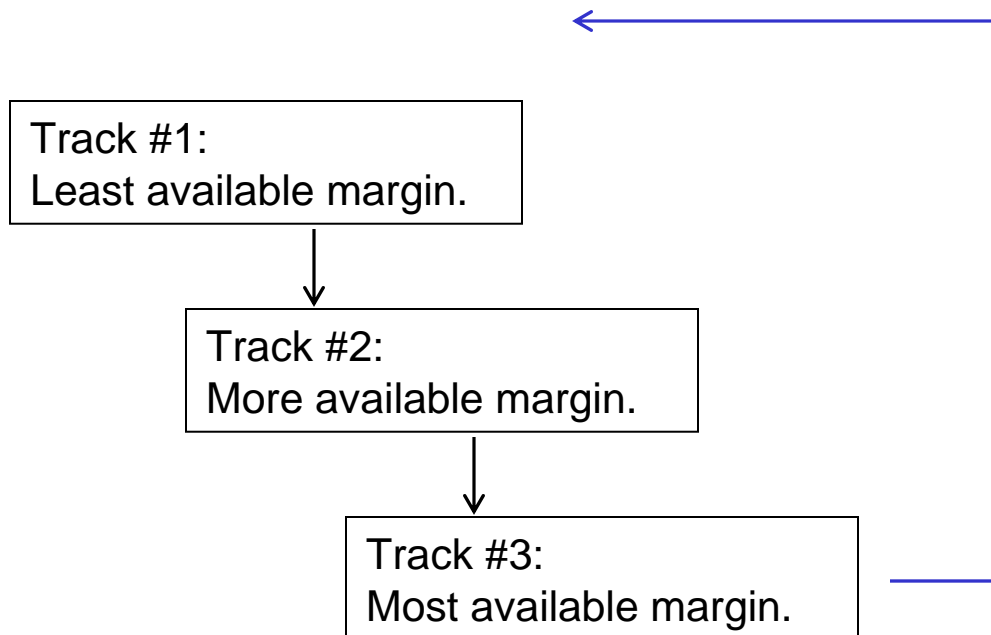 Track #1:
Least available margin.
Track #2:
More available margin.
Track #3:
Most available margin.